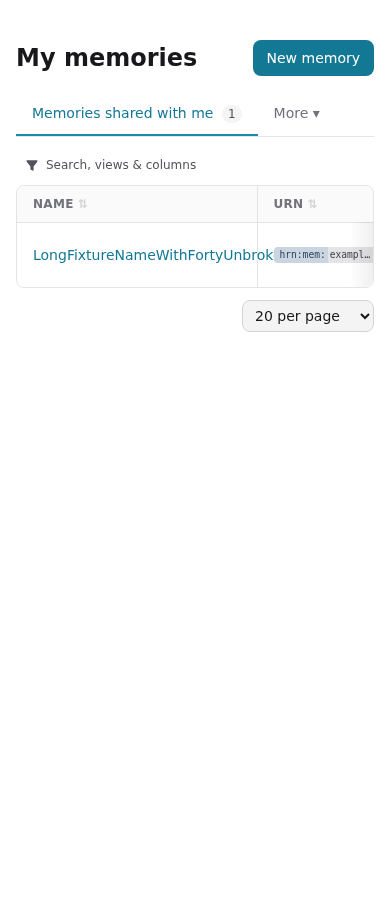 My memories
New memory
Memories shared with me 1
More ▾
Search, views & columns
NAME ⇅ URN ⇅
LongFixtureNameWithFortyUnbrok hrn:mem: exampl…
20 per page